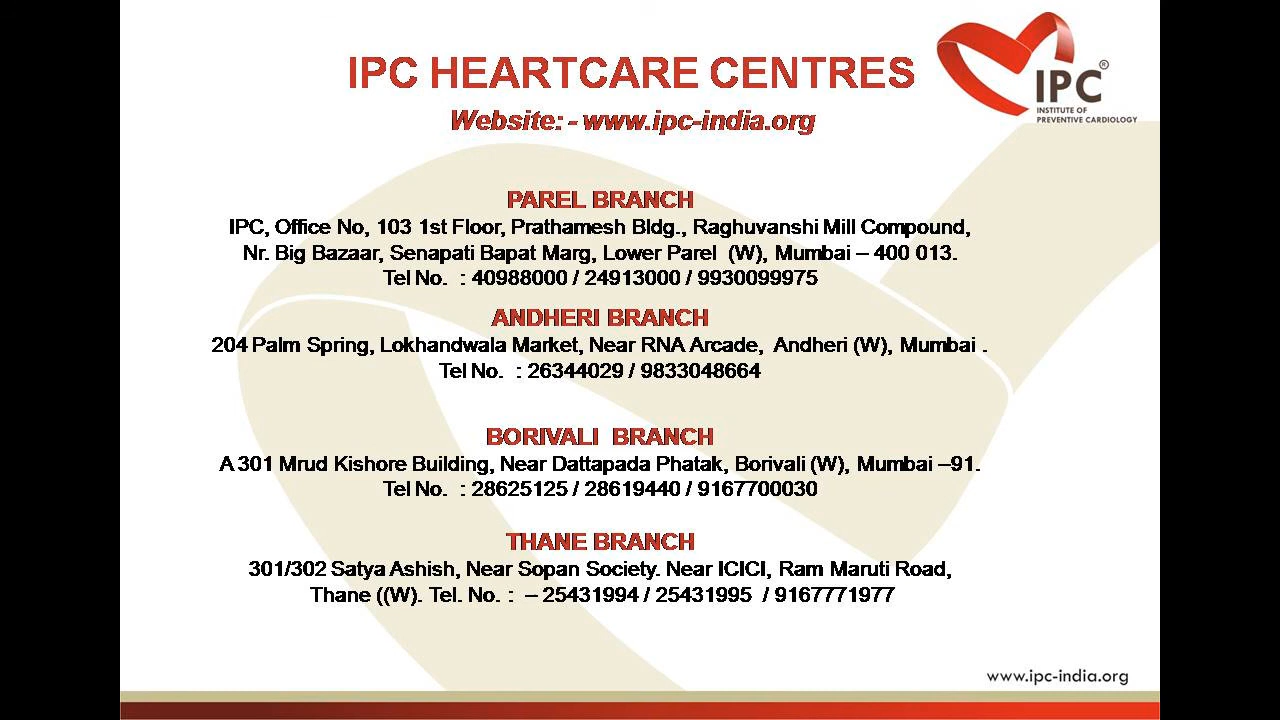 IPC HEARTCARE CENTRES
Website: - www.ipc-india.org
IPC®
INSTITUTE OF
PREVENTIVE CARDIOLOGY
PAREL BRANCH
IPC, Office No, 103 1st Floor, Prathamesh Bldg., Raghuvanshi Mill Compound,
Nr. Big Bazaar, Senapati Bapat Marg, Lower Parel (W), Mumbai – 400 013.
Tel No. : 40988000 / 24913000 / 9930099975
ANDHERI BRANCH
204 Palm Spring, Lokhandwala Market, Near RNA Arcade, Andheri (W), Mumbai .
Tel No. : 26344029 / 9833048664
BORIVALI BRANCH
A 301 Mrud Kishore Building, Near Dattapada Phatak, Borivali (W), Mumbai –91.
Tel No. : 28625125 / 28619440 / 9167700030
THANE BRANCH
301/302 Satya Ashish, Near Sopan Society. Near ICICI, Ram Maruti Road,
Thane ((W). Tel. No. : – 25431994 / 25431995 / 9167771977
www.ipc-india.org